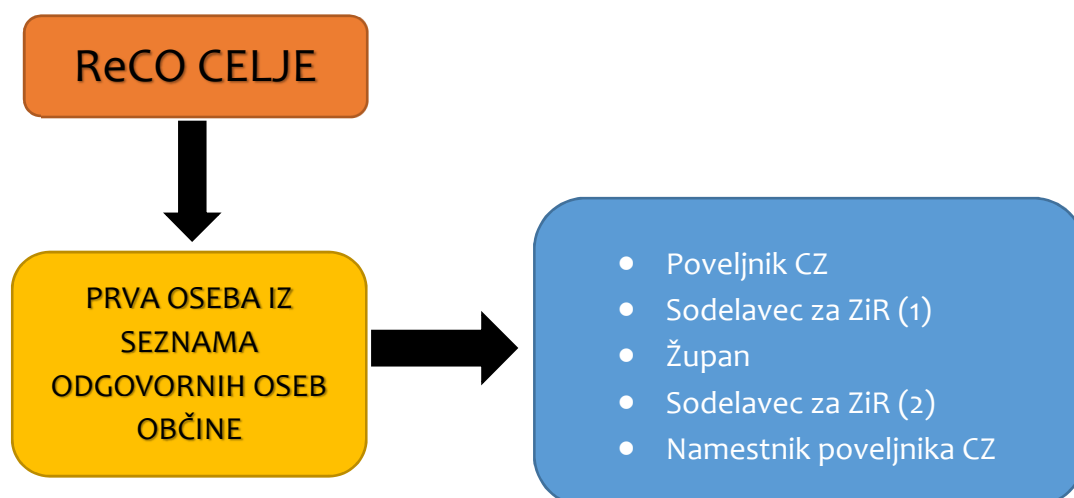 ReCO CELJE
PRVA OSEBA IZ
SEZNAMA
ODGOVORNIH OSEB
OBČINE
• Poveljnik CZ
• Sodelavec za ZiR (1)
• Župan
• Sodelavec za ZiR (2)
• Namestnik poveljnika CZ